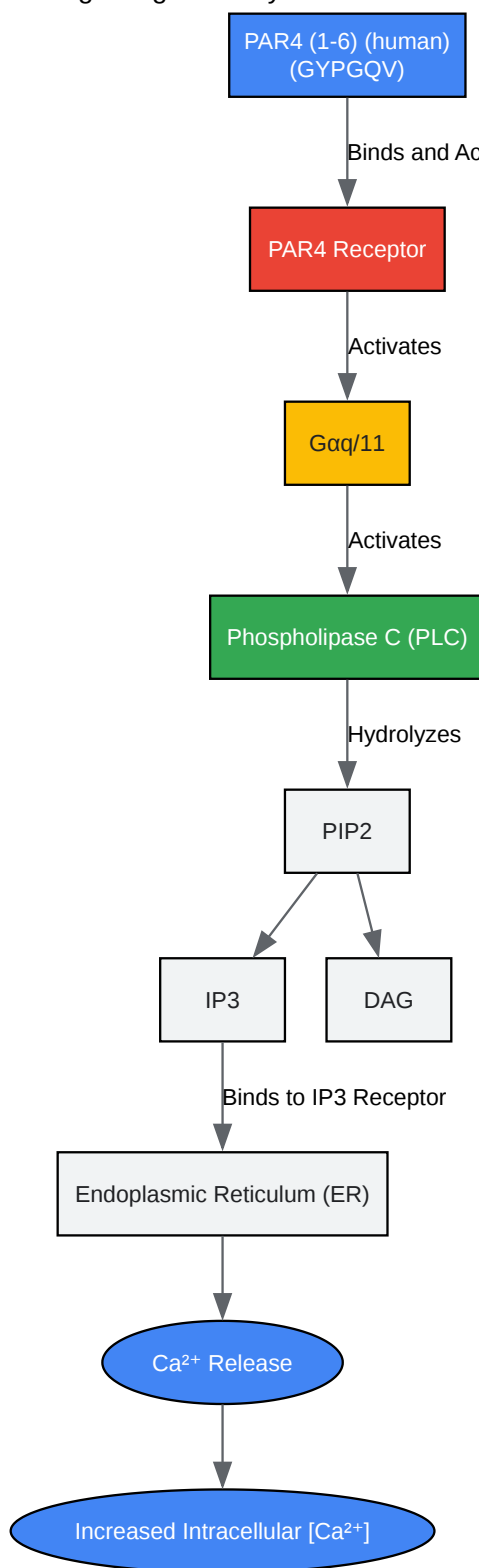 PAR4 (1-6) (human)
(GYPGQV)
Binds and Ac
PAR4 Receptor
Activates
Gαq/11
Activates
Phospholipase C (PLC)
Hydrolyzes
PIP2
IP3
DAG
Binds to IP3 Receptor
Endoplasmic Reticulum (ER)
Ca²⁺ Release
Increased Intracellular [Ca²⁺]